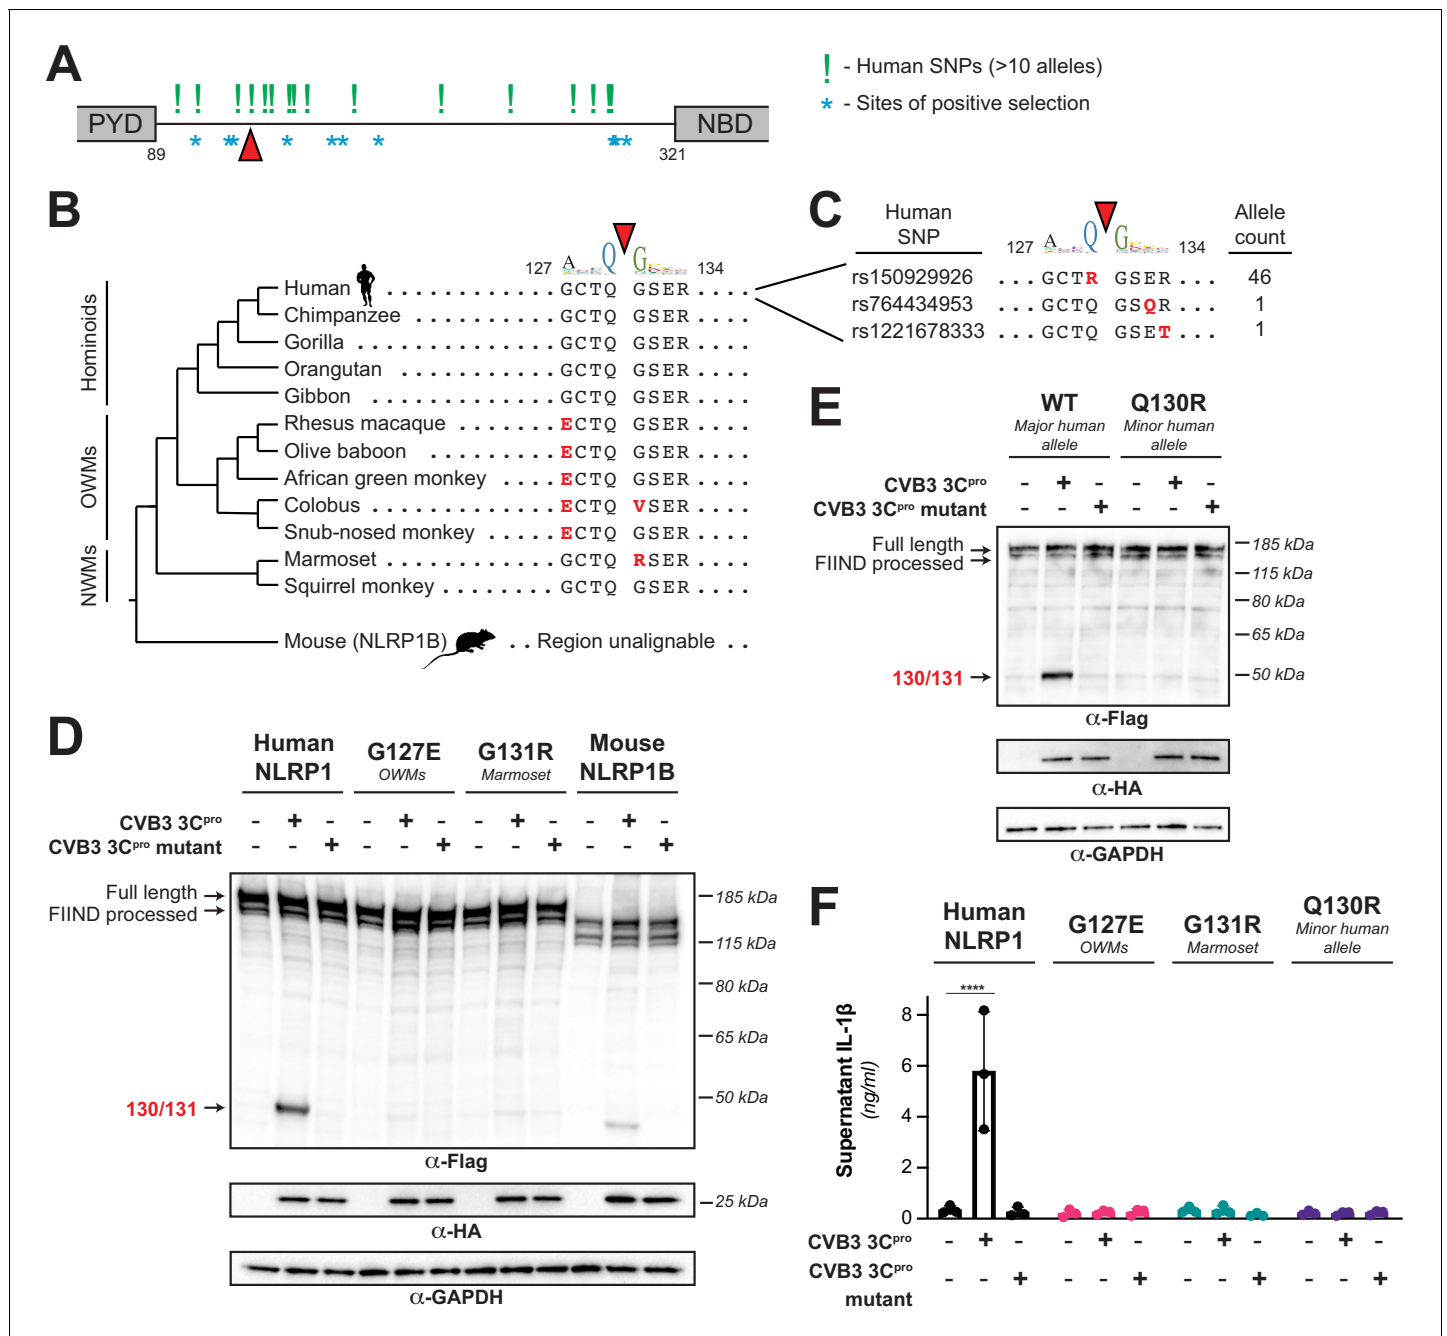 A
! - Human SNPs (>10 alleles)
* - Sites of positive selection
PYD
NBD
89
321
B
127
A Q G
134
Hominoids
OWMs
NWMs
Human .......... GCTQ GSER ....
Chimpanzee ......... GCTQ GSER ....
Gorilla ........... GCTQ GSER ....
Orangutan ......... GCTQ GSER ....
Gibbon .......... GCTQ GSER ....
Rhesus macaque ....... ECTQ GSER ....
Olive baboon ......... ECTQ GSER ....
African green monkey .... ECTQ GSER ....
Colobus .......... ECTQ VSER ....
Snub-nosed monkey ..... ECTQ GSER ....
Marmoset .......... GCTQ RSER ....
Squirrel monkey ........ GCTQ GSER ....
Mouse (NLRP1B) .. Region unalignable ..
C
Human SNP
127
A Q G
134
Allele count
rs150929926 ... GCTR GSER ... 46
rs764434953 ... GCTQ GSQR ... 1
rs1221678333 ... GCTQ GSET ... 1
D
Human NLRP1
G127E
OWMs
G131R
Marmoset
Mouse NLRP1B
CVB3 3Cpro - + - - + - - + - - + -
CVB3 3Cpro mutant - - + - - + - - + - - +
Full length
FIIND processed
130/131
185 kDa
115 kDa
80 kDa
65 kDa
50 kDa
α-Flag
25 kDa
α-HA
α-GAPDH
E
WT
Major human allele
Q130R
Minor human allele
CVB3 3Cpro - + - - + -
CVB3 3Cpro mutant - - + - - +
Full length
FIIND processed
130/131
185 kDa
115 kDa
80 kDa
65 kDa
50 kDa
α-Flag
α-HA
α-GAPDH
F
Human NLRP1
G127E
OWMs
G131R
Marmoset
Q130R
Minor human allele
Supernatant IL-1β
(ng/ml)
8
6
4
2
0
****
CVB3 3Cpro - + - - + - - + - - + -
CVB3 3Cpro mutant - - + - - + - - + - - +